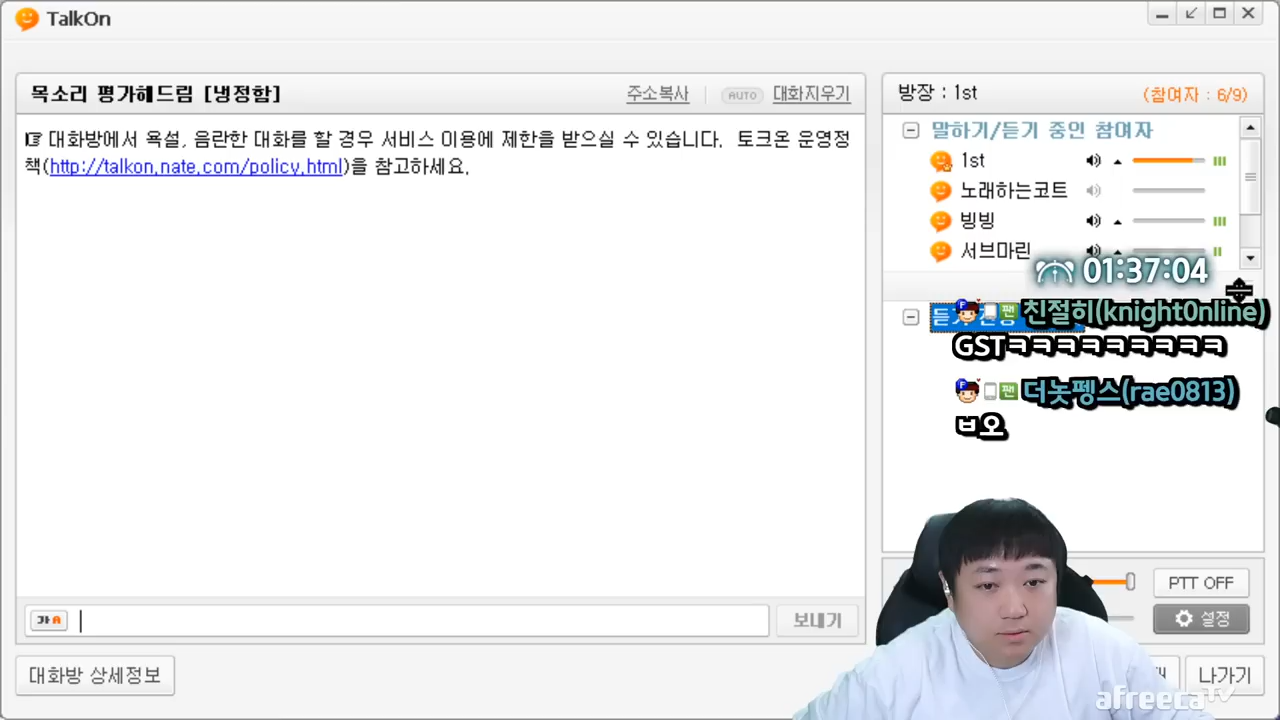 TalkOn
목소리 평가해드림 [냉정함]
주소복사
AUTO
대화지우기
☞ 대화방에서 욕설, 음란한 대화를 할 경우 서비스 이용에 제한을 받으실 수 있습니다. 토크온 운영정
책(http://talkon.nate.com/policy.html)을 참고하세요.
가A
보내기
대화방 상세정보
방장 : 1st
(참여자 : 6/9)
말하기/듣기 중인 참여자
1st
노래하는코트
빙빙
서브마린
01:37:04
F 팬 친절히(knight0nline)
GSTㅋㅋㅋㅋㅋㅋㅋㅋㅋ
F 팬 더놋펭스(rae0813)
ㅂ오
PTT OFF
설정
나가기
afreecaTV